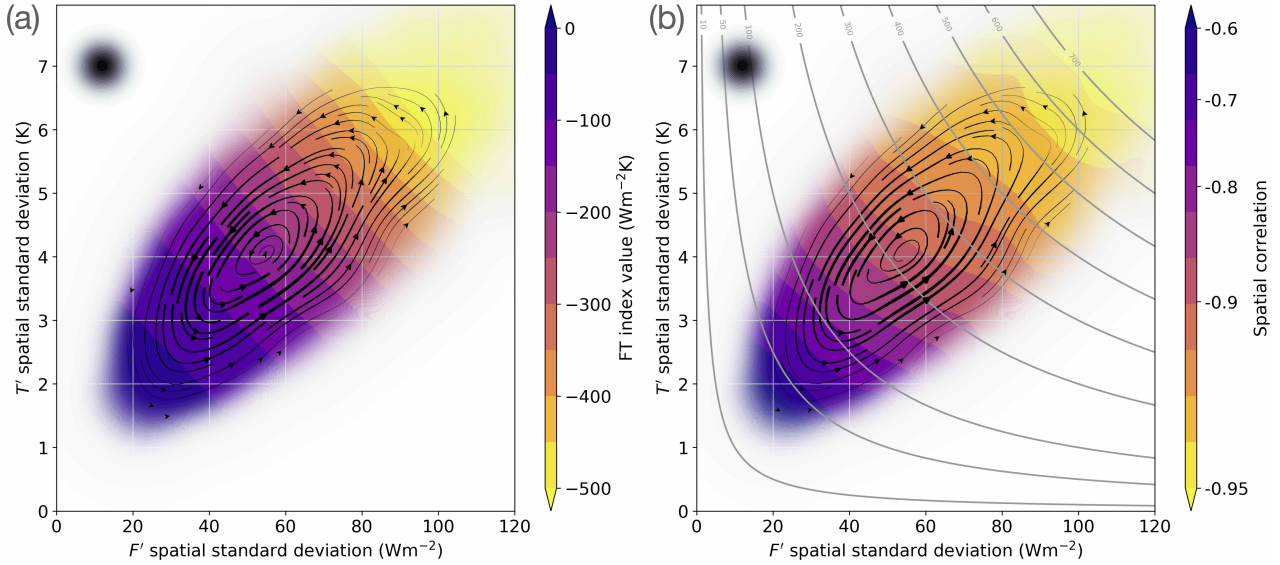 (a)
7
6
5
4
3
2
1
0
T′ spatial standard deviation (K)
0 20 40 60 80 100 120
F′ spatial standard deviation (Wm−2)
0
−100
−200
−300
−400
−500
FT index value (Wm−2K)
(b)
10 50 100 200 300 400 500 600 700
7
6
5
4
3
2
1
0
T′ spatial standard deviation (K)
0 20 40 60 80 100 120
F′ spatial standard deviation (Wm−2)
-0.6
-0.7
-0.8
-0.9
-0.95
Spatial correlation